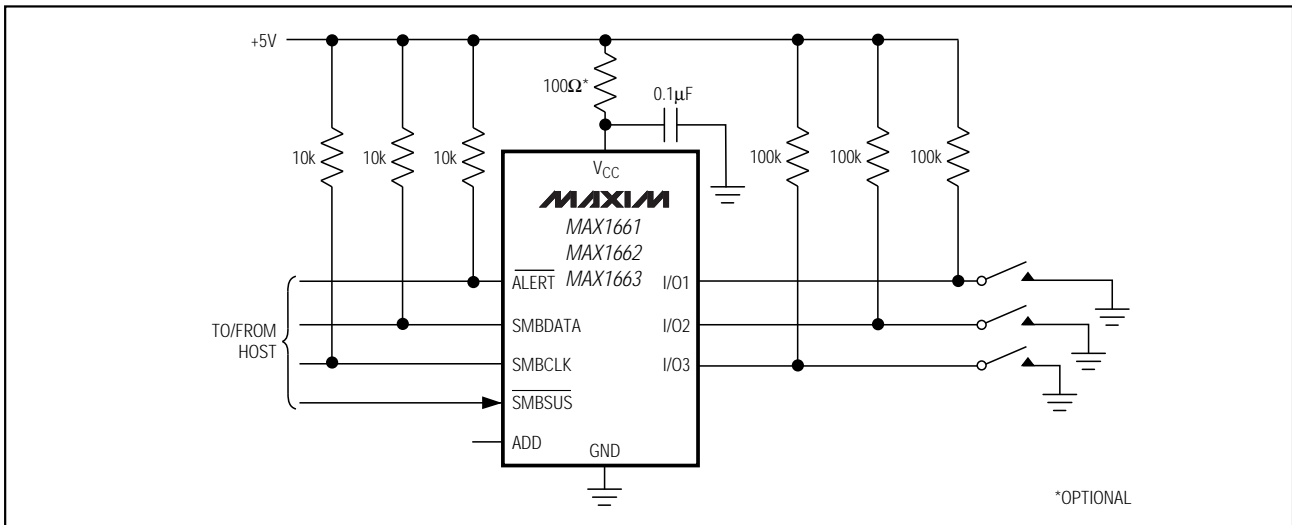 +5V
100Ω*
0.1µF
10k
10k
10k
100k
100k
100k
VCC
MAXIM
MAX1661
MAX1662
MAX1663
ALERT
I/O1
TO/FROM
HOST
SMBDATA
I/O2
SMBCLK
I/O3
SMBSUS
ADD
GND
*OPTIONAL